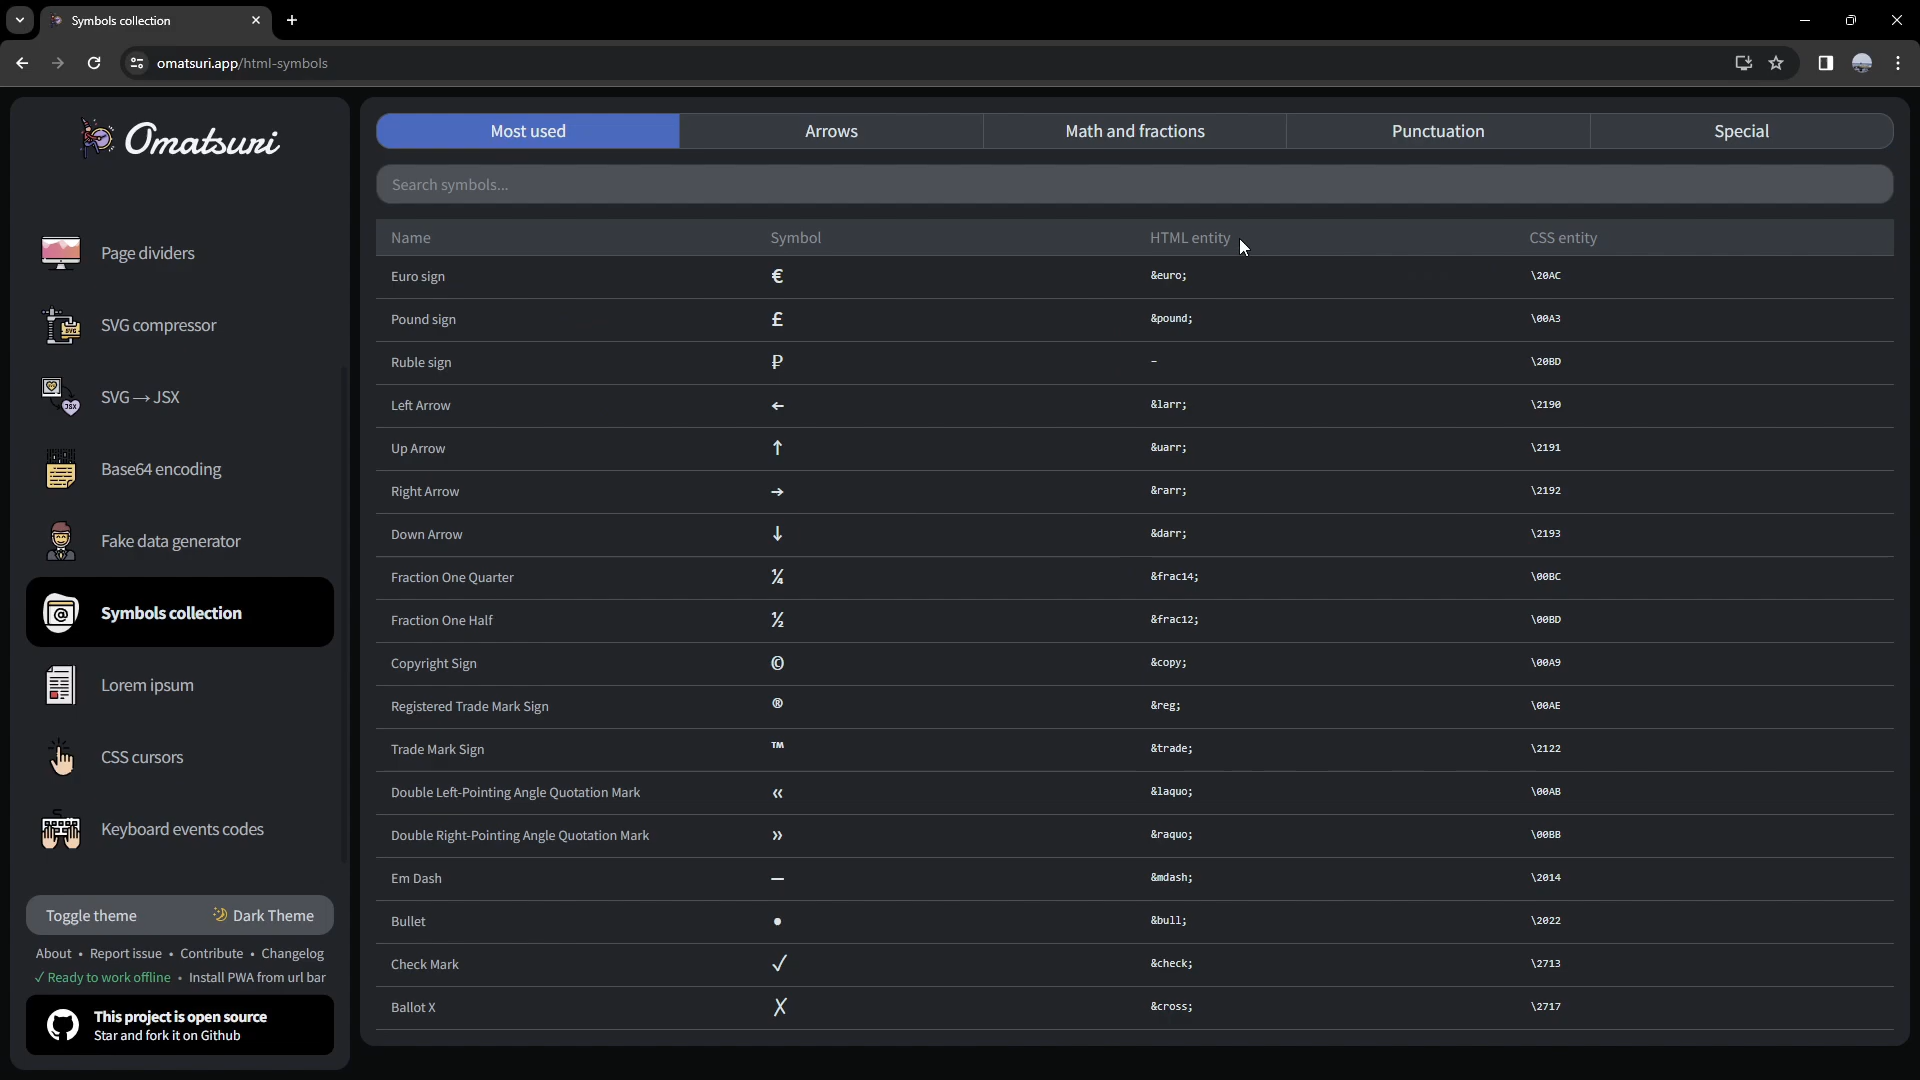 Symbols collection
omatsuri.app/html-symbols
Omatsuri
Page dividers
SVG compressor
SVG → JSX
Base64 encoding
Fake data generator
Symbols collection
Lorem ipsum
CSS cursors
Keyboard events codes
Toggle theme Dark Theme
About • Report issue • Contribute • Changelog
✓ Ready to work offline • Install PWA from url bar
This project is open source
Star and fork it on Github
Most used Arrows Math and fractions Punctuation Special
Search symbols...
Name Symbol HTML entity CSS entity
Euro sign € &euro; \20AC
Pound sign £ &pound; \00A3
Ruble sign ₽ – \20BD
Left Arrow ← &larr; \2190
Up Arrow ↑ &uarr; \2191
Right Arrow → &rarr; \2192
Down Arrow ↓ &darr; \2193
Fraction One Quarter ¼ &frac14; \00BC
Fraction One Half ½ &frac12; \00BD
Copyright Sign © &copy; \00A9
Registered Trade Mark Sign ® &reg; \00AE
Trade Mark Sign ™ &trade; \2122
Double Left-Pointing Angle Quotation Mark « &laquo; \00AB
Double Right-Pointing Angle Quotation Mark » &raquo; \00BB
Em Dash — &mdash; \2014
Bullet • &bull; \2022
Check Mark ✓ &check; \2713
Ballot X ✗ &cross; \2717